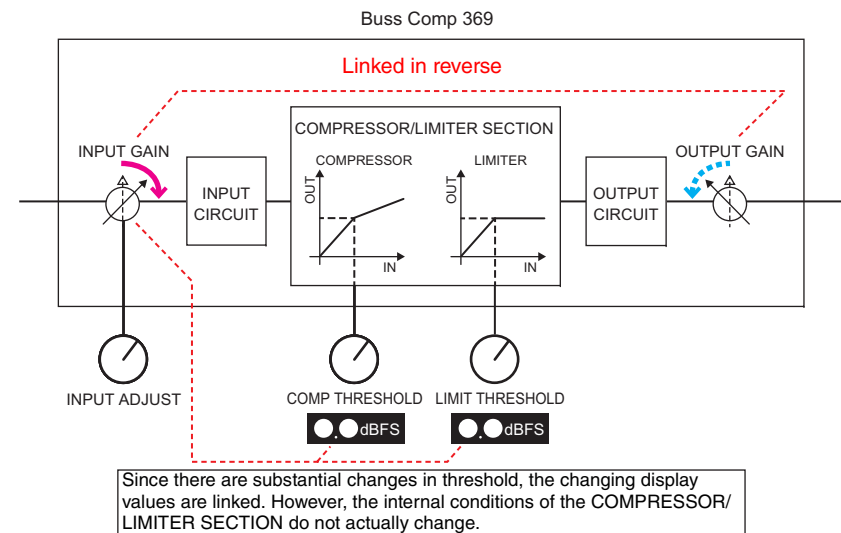 Buss Comp 369
Linked in reverse
COMPRESSOR/LIMITER SECTION
INPUT GAIN
OUTPUT GAIN
COMPRESSOR
LIMITER
INPUT
CIRCUIT
OUT
IN
OUT
IN
OUTPUT
CIRCUIT
INPUT ADJUST
COMP THRESHOLD
LIMIT THRESHOLD
dBFS
dBFS
Since there are substantial changes in threshold, the changing display
values are linked. However, the internal conditions of the COMPRESSOR/
LIMITER SECTION do not actually change.